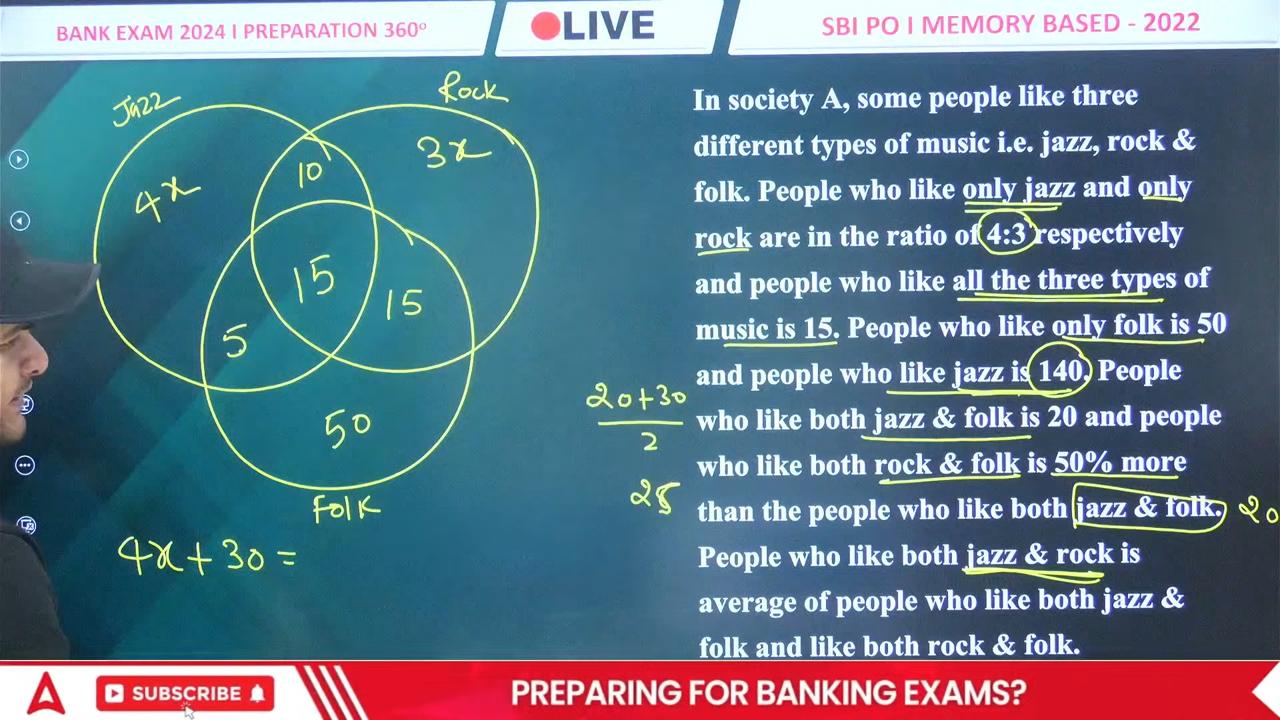 BANK EXAM 2024 I PREPARATION 360º
LIVE
SBI PO I MEMORY BASED - 2022
Jazz
Rock
4x
10
3x
15
15
5
50
Folk
4x + 30 =
20+30
2
25
In society A, some people like three
different types of music i.e. jazz, rock &
folk. People who like only jazz and only
rock are in the ratio of 4:3 respectively
and people who like all the three types of
music is 15. People who like only folk is 50
and people who like jazz is 140. People
who like both jazz & folk is 20 and people
who like both rock & folk is 50% more
than the people who like both jazz & folk. 20
People who like both jazz & rock is
average of people who like both jazz &
folk and like both rock & folk.
SUBSCRIBE
PREPARING FOR BANKING EXAMS?